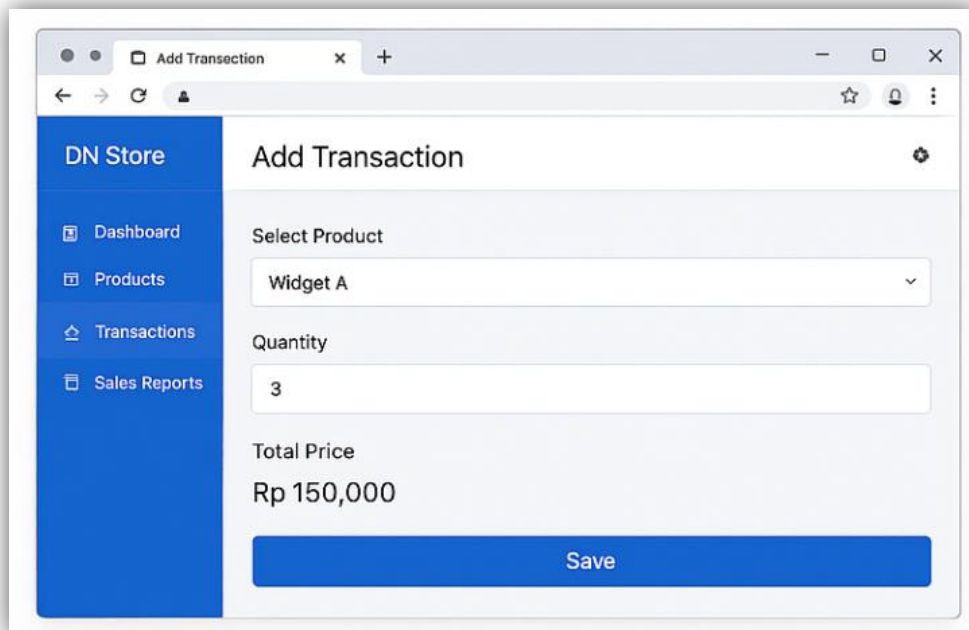 Add Transection
DN Store
Add Transaction
Dashboard
Products
Transactions
Sales Reports
Select Product
Widget A
Quantity
3
Total Price
Rp 150,000
Save